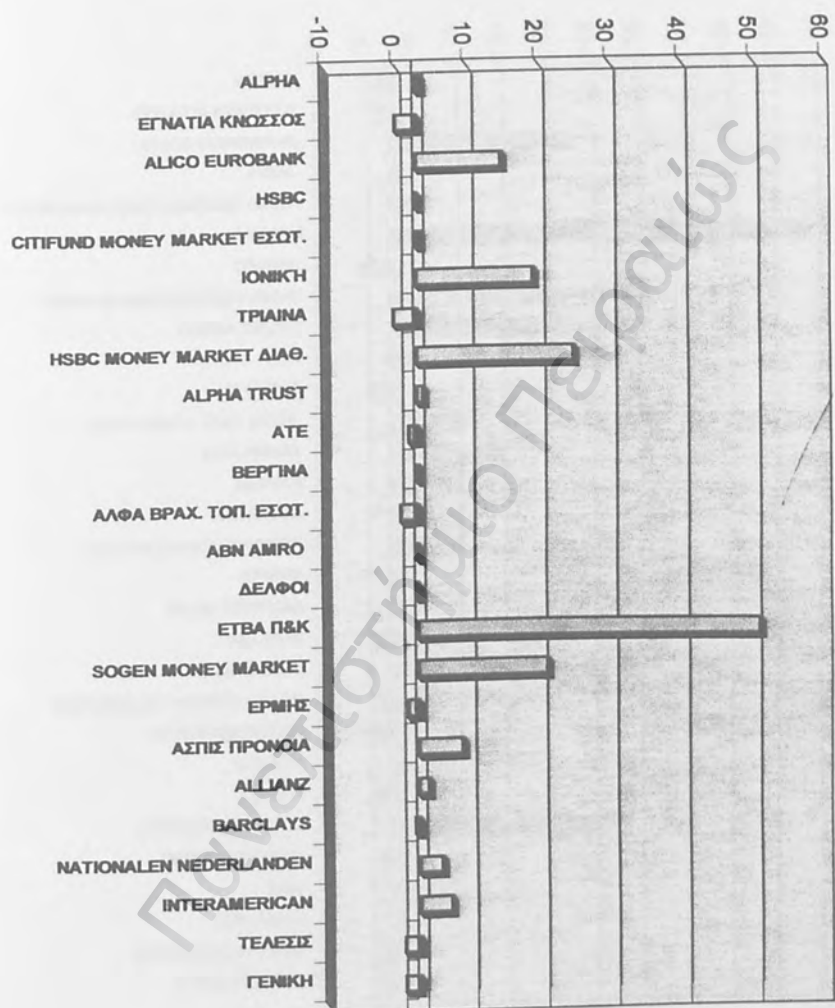 -10 0 10 20 30 40 50 60
ALPHA
ΕΓΝΑΤΙΑ ΚΝΩΣΣΟΣ
ALICO EUROBANK
HSBC
CITIFUND MONEY MARKET ΕΣΩΤ.
ΙΟΝΙΚΉ
ΤΡΙΑΙΝΑ
HSBC MONEY MARKET ΔΙΑΘ.
ALPHA TRUST
ΑΤΕ
ΒΕΡΓΙΝΑ
ΑΛΦΑ ΒΡΑΧ. ΤΟΠ. ΕΣΩΤ.
ABN AMRO
ΔΕΛΦΟΙ
ΕΤΒΑ Π&Κ
SOGEN MONEY MARKET
ΕΡΜΗΣ
ΑΣΠΙΣ ΠΡΟΝΟΙΑ
ALLIANZ
BARCLAYS
NATIONALEN NEDERLANDEN
INTERAMERICAN
ΤΕΛΕΣΙΣ
ΓΕΝΙΚΗ
Πανεπιστήμιο Πειραιώς